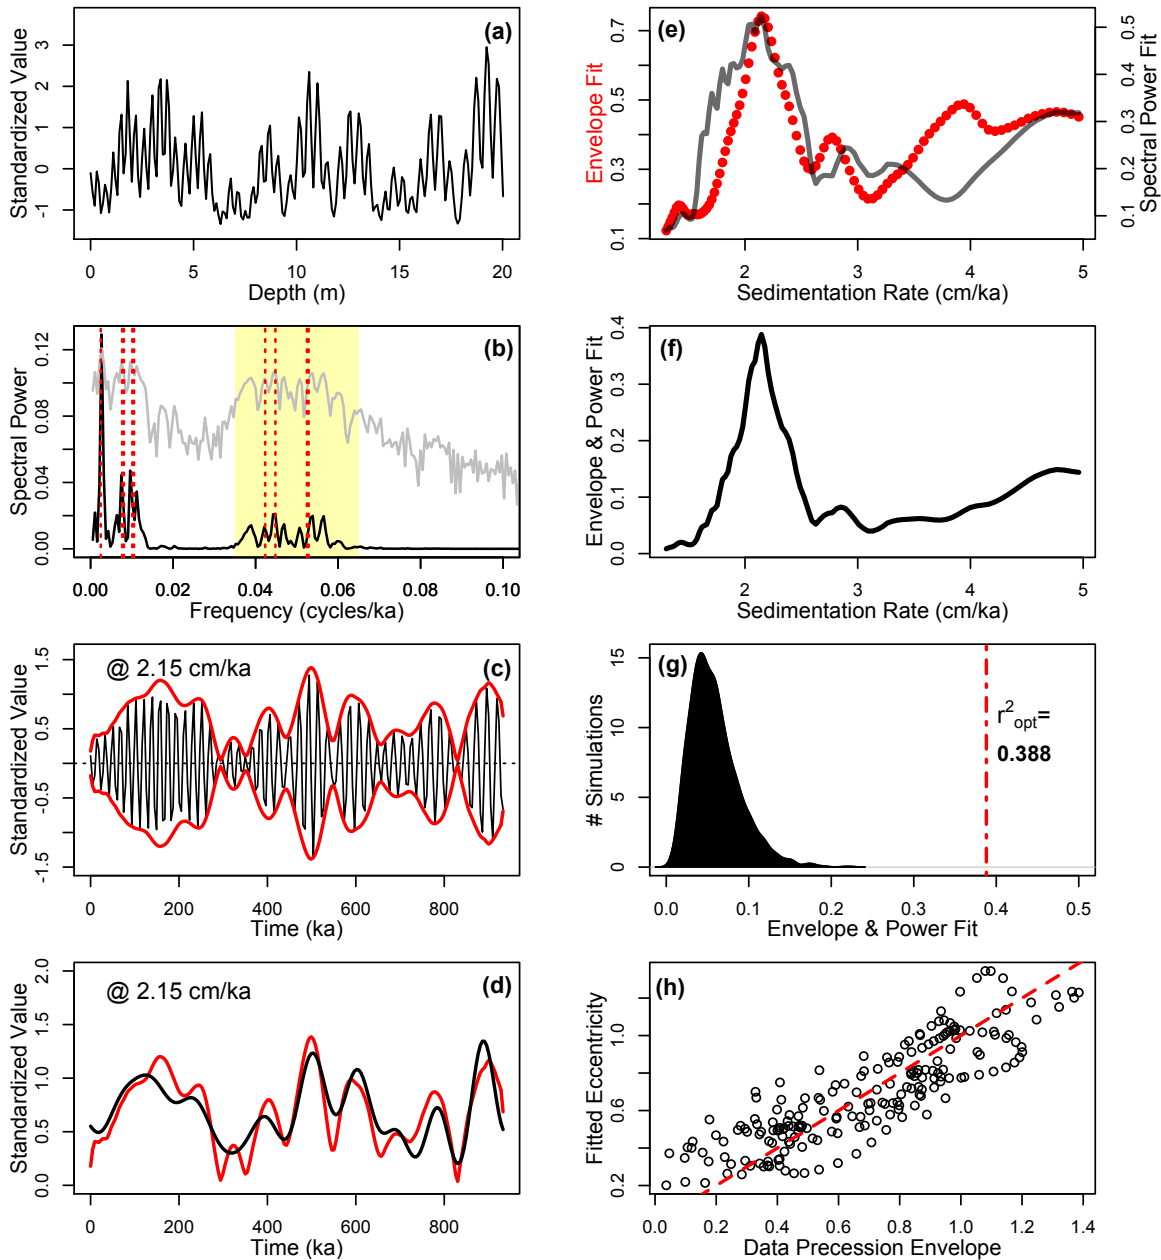 (a)
Standardized Value
3
2
1
0
-1
0
5
10
15
20
Depth (m)
(e)
Envelope Fit
0.7
0.5
0.3
0.1
0.5
0.4
0.3
0.2
0.1
Spectral Power Fit
2
3
4
5
Sedimentation Rate (cm/ka)
(b)
Spectral Power
0.12
0.08
0.04
0.00
0.00
0.02
0.04
0.06
0.08
0.10
Frequency (cycles/ka)
(f)
Envelope & Power Fit
0.4
0.3
0.2
0.1
0.0
2
3
4
5
Sedimentation Rate (cm/ka)
@ 2.15 cm/ka
(c)
Standardized Value
1.5
0.5
-0.5
-1.5
0
200
400
600
800
Time (ka)
(g)
# Simulations
15
10
5
0
r²opt=
0.388
0.0
0.1
0.2
0.3
0.4
0.5
Envelope & Power Fit
@ 2.15 cm/ka
(d)
Standardized Value
2.0
1.5
1.0
0.5
0.0
0
200
400
600
800
Time (ka)
(h)
Fitted Eccentricity
1.0
0.6
0.2
0.0
0.2
0.4
0.6
0.8
1.0
1.2
1.4
Data Precession Envelope